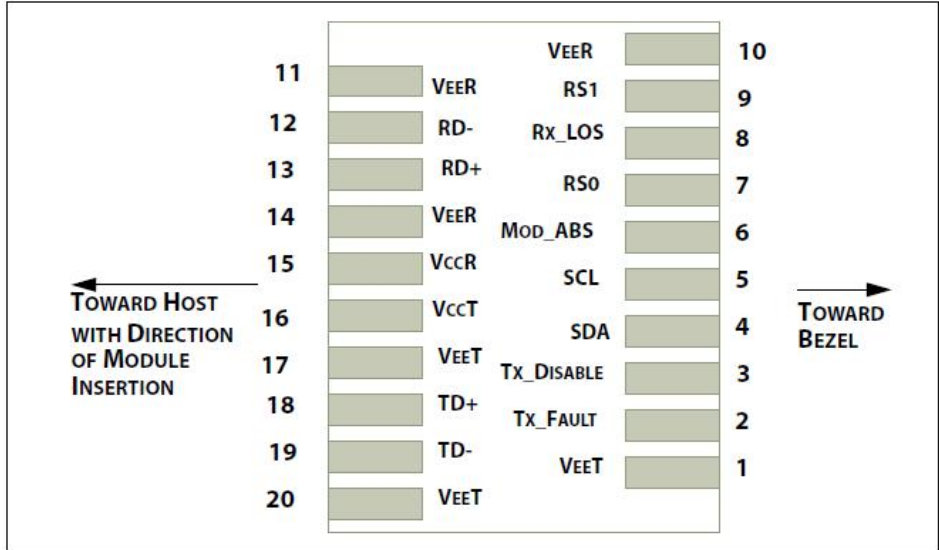 VEER 10
11 VEER
RS1 9
12 RD-
RX_LOS 8
13 RD+
RS0 7
14 VEER
MOD_ABS 6
15 VCCR
SCL 5
TOWARD HOST
WITH DIRECTION
OF MODULE
INSERTION
16 VCCT
TOWARD
BEZEL
SDA 4
17 VEET
TX_DISABLE 3
18 TD+
TX_FAULT 2
19 TD-
VEET 1
20 VEET